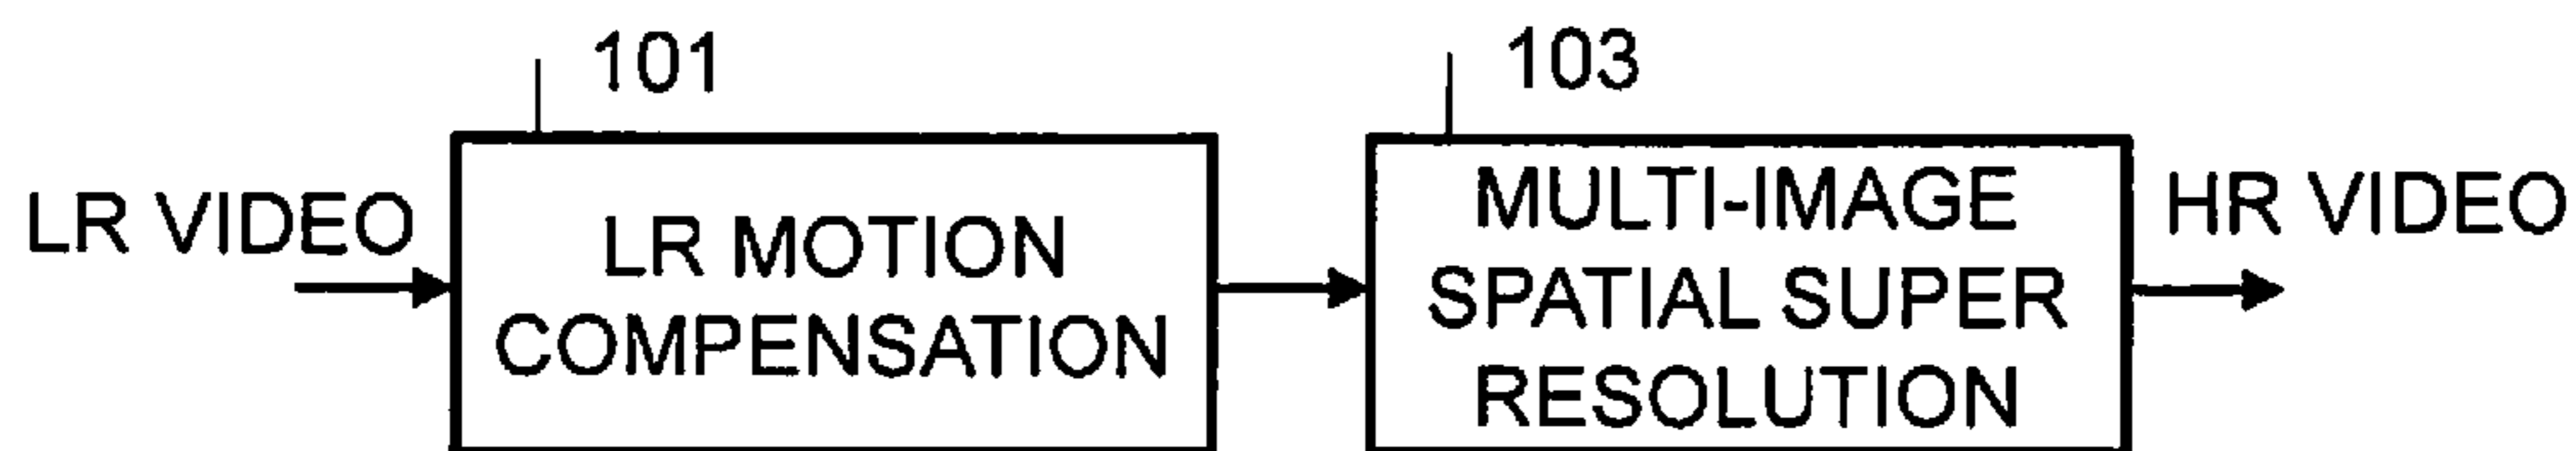 101
103
LR VIDEO
LR MOTION
COMPENSATION
MULTI-IMAGE
SPATIAL SUPER
RESOLUTION
HR VIDEO